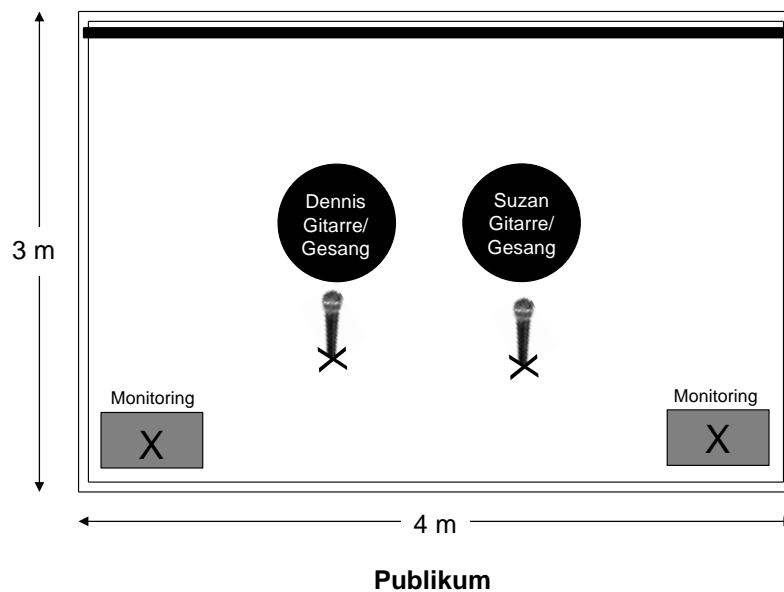 Dennis
Gitarre/
Gesang
Suzan
Gitarre/
Gesang
3 m
Monitoring
X
Monitoring
X
4 m
Publikum